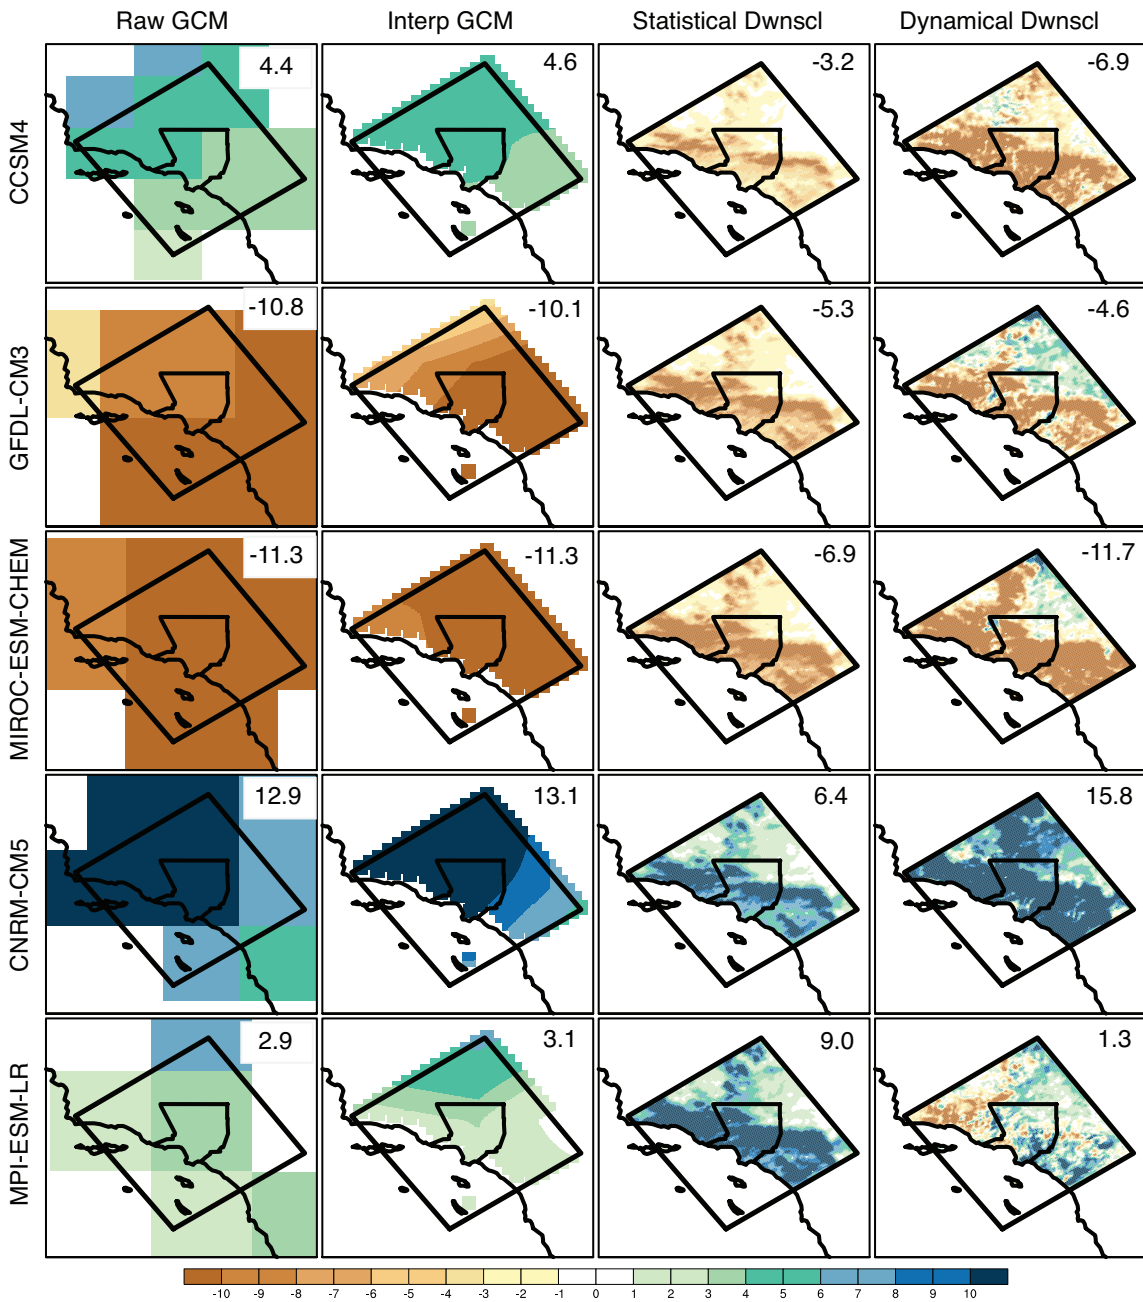 Raw GCM Interp GCM Statistical Dwnscl Dynamical Dwnscl
CCSM4
4.4 4.6 -3.2 -6.9
GFDL-CM3
-10.8 -10.1 -5.3 -4.6
MIROC-ESM-CHEM
-11.3 -11.3 -6.9 -11.7
CNRM-CM5
12.9 13.1 6.4 15.8
MPI-ESM-LR
2.9 3.1 9.0 1.3
-10 -9 -8 -7 -6 -5 -4 -3 -2 -1 0 1 2 3 4 5 6 7 8 9 10